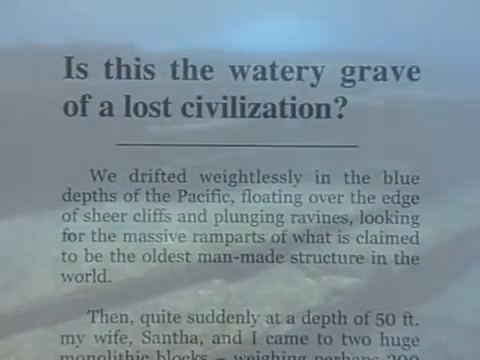 Is this the watery grave
of a lost civilization?
We drifted weightlessly in the blue
depths of the Pacific, floating over the edge
of sheer cliffs and plunging ravines, looking
for the massive ramparts of what is claimed
to be the oldest man-made structure in the
world.
Then, quite suddenly at a depth of 50 ft.
my wife, Santha, and I came to two huge
monolithic blocks – weighing perhaps 200